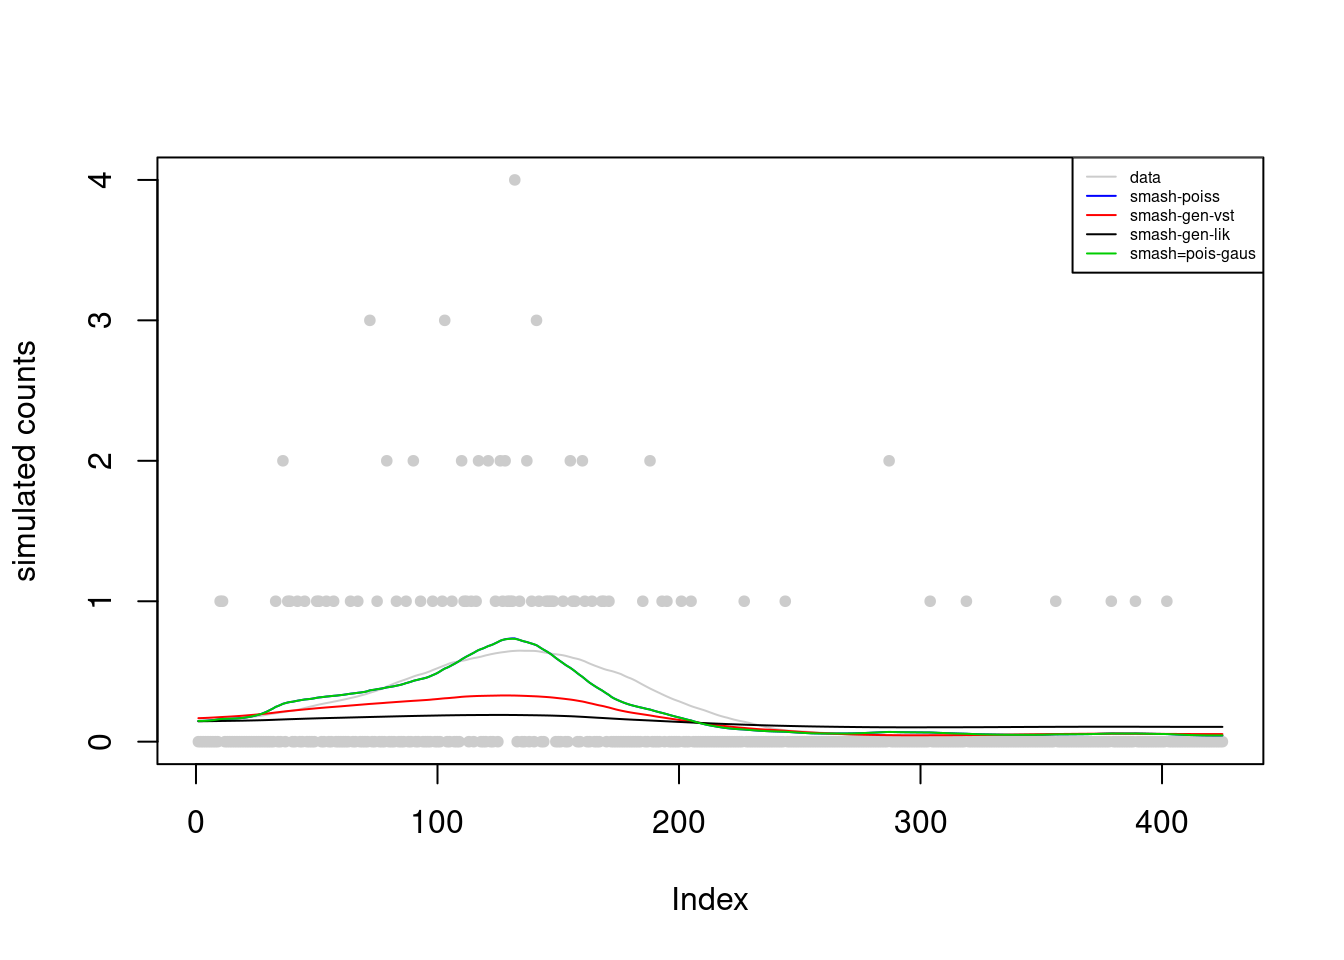 data
smash-poiss
smash-gen-vst
smash-gen-lik
smash=pois-gaus
4
3
2
1
0
simulated counts
0 100 200 300 400
Index